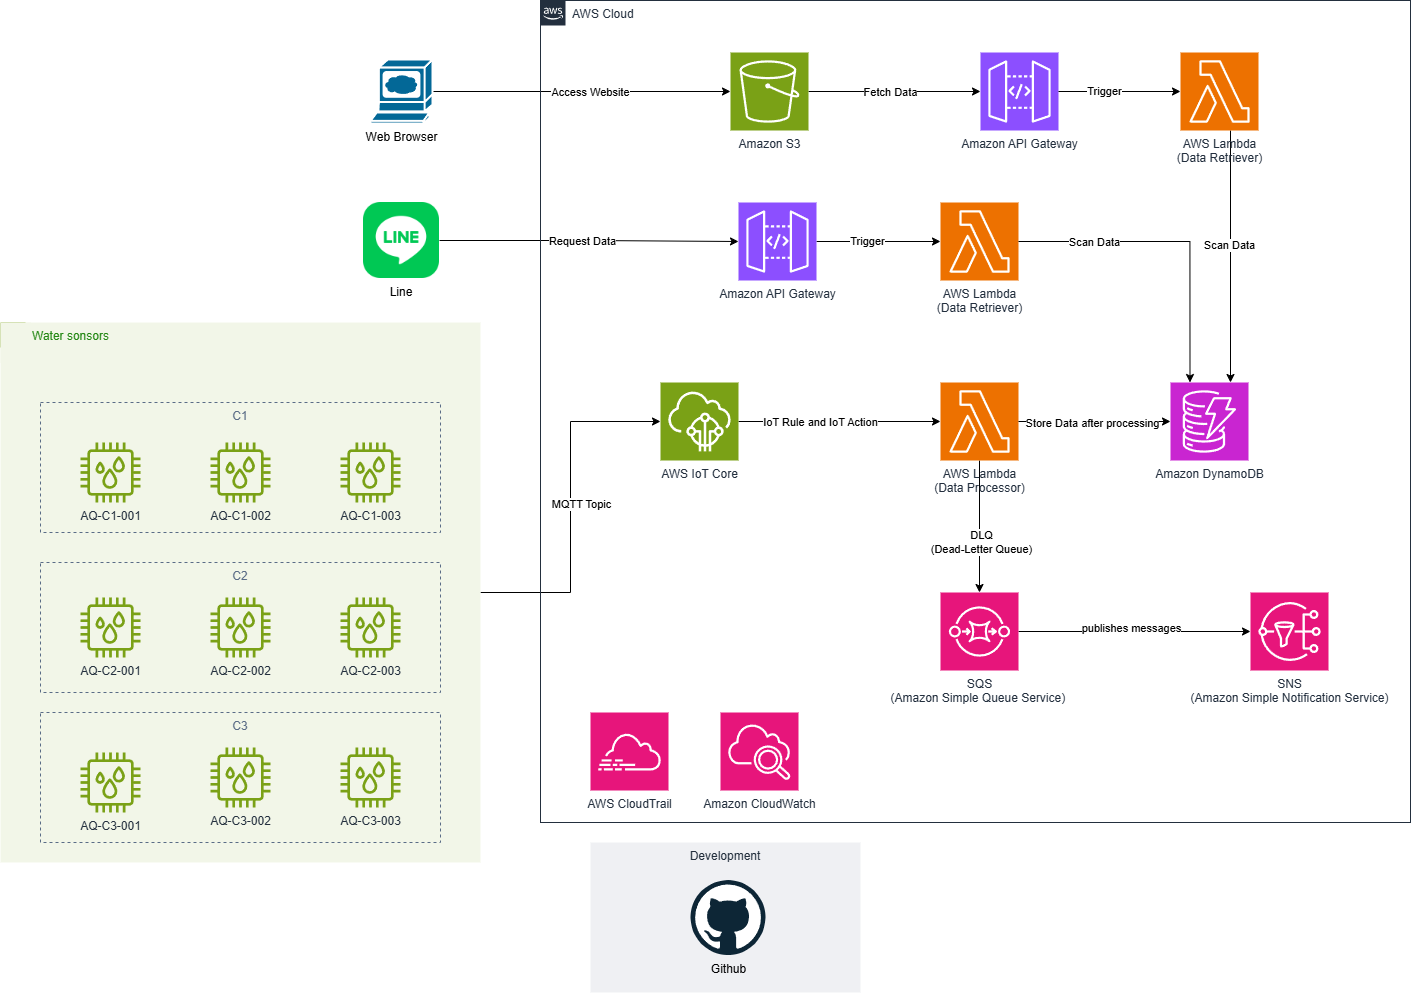 aws
AWS Cloud
Access Website
Fetch Data
Trigger
Web Browser
Amazon S3
Amazon API Gateway
AWS Lambda
(Data Retriever)
LINE
Request Data
Trigger
Scan Data
Scan Data
Line
Amazon API Gateway
AWS Lambda
(Data Retriever)
Water sonsors
C1
AQ-C1-001
AQ-C1-002
AQ-C1-003
C2
AQ-C2-001
AQ-C2-002
AQ-C2-003
C3
AQ-C3-001
AQ-C3-002
AQ-C3-003
MQTT Topic
IoT Rule and IoT Action
Store Data after processing
AWS IoT Core
AWS Lambda
(Data Processor)
Amazon DynamoDB
DLQ
(Dead-Letter Queue)
publishes messages
SQS
(Amazon Simple Queue Service)
SNS
(Amazon Simple Notification Service)
AWS CloudTrail
Amazon CloudWatch
Development
Github